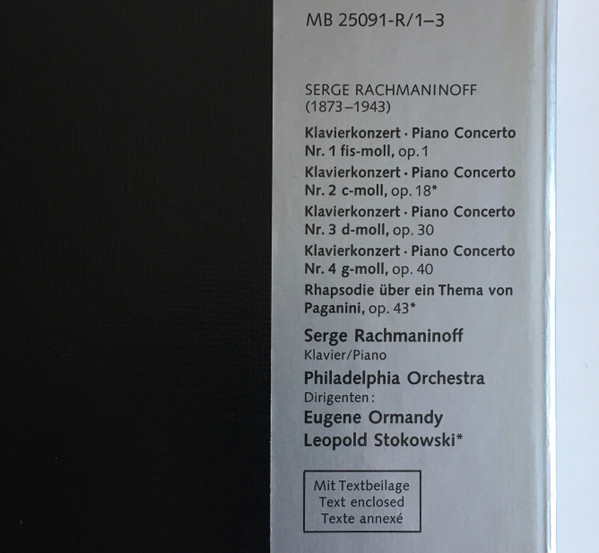 MB 25091-R/1–3
SERGE RACHMANINOFF
(1873–1943)
Klavierkonzert · Piano Concerto
Nr. 1 fis-moll, op. 1
Klavierkonzert · Piano Concerto
Nr. 2 c-moll, op. 18*
Klavierkonzert · Piano Concerto
Nr. 3 d-moll, op. 30
Klavierkonzert · Piano Concerto
Nr. 4 g-moll, op. 40
Rhapsodie über ein Thema von
Paganini, op. 43*
Serge Rachmaninoff
Klavier/Piano
Philadelphia Orchestra
Dirigenten:
Eugene Ormandy
Leopold Stokowski*
Mit Textbeilage
Text enclosed
Texte annexé